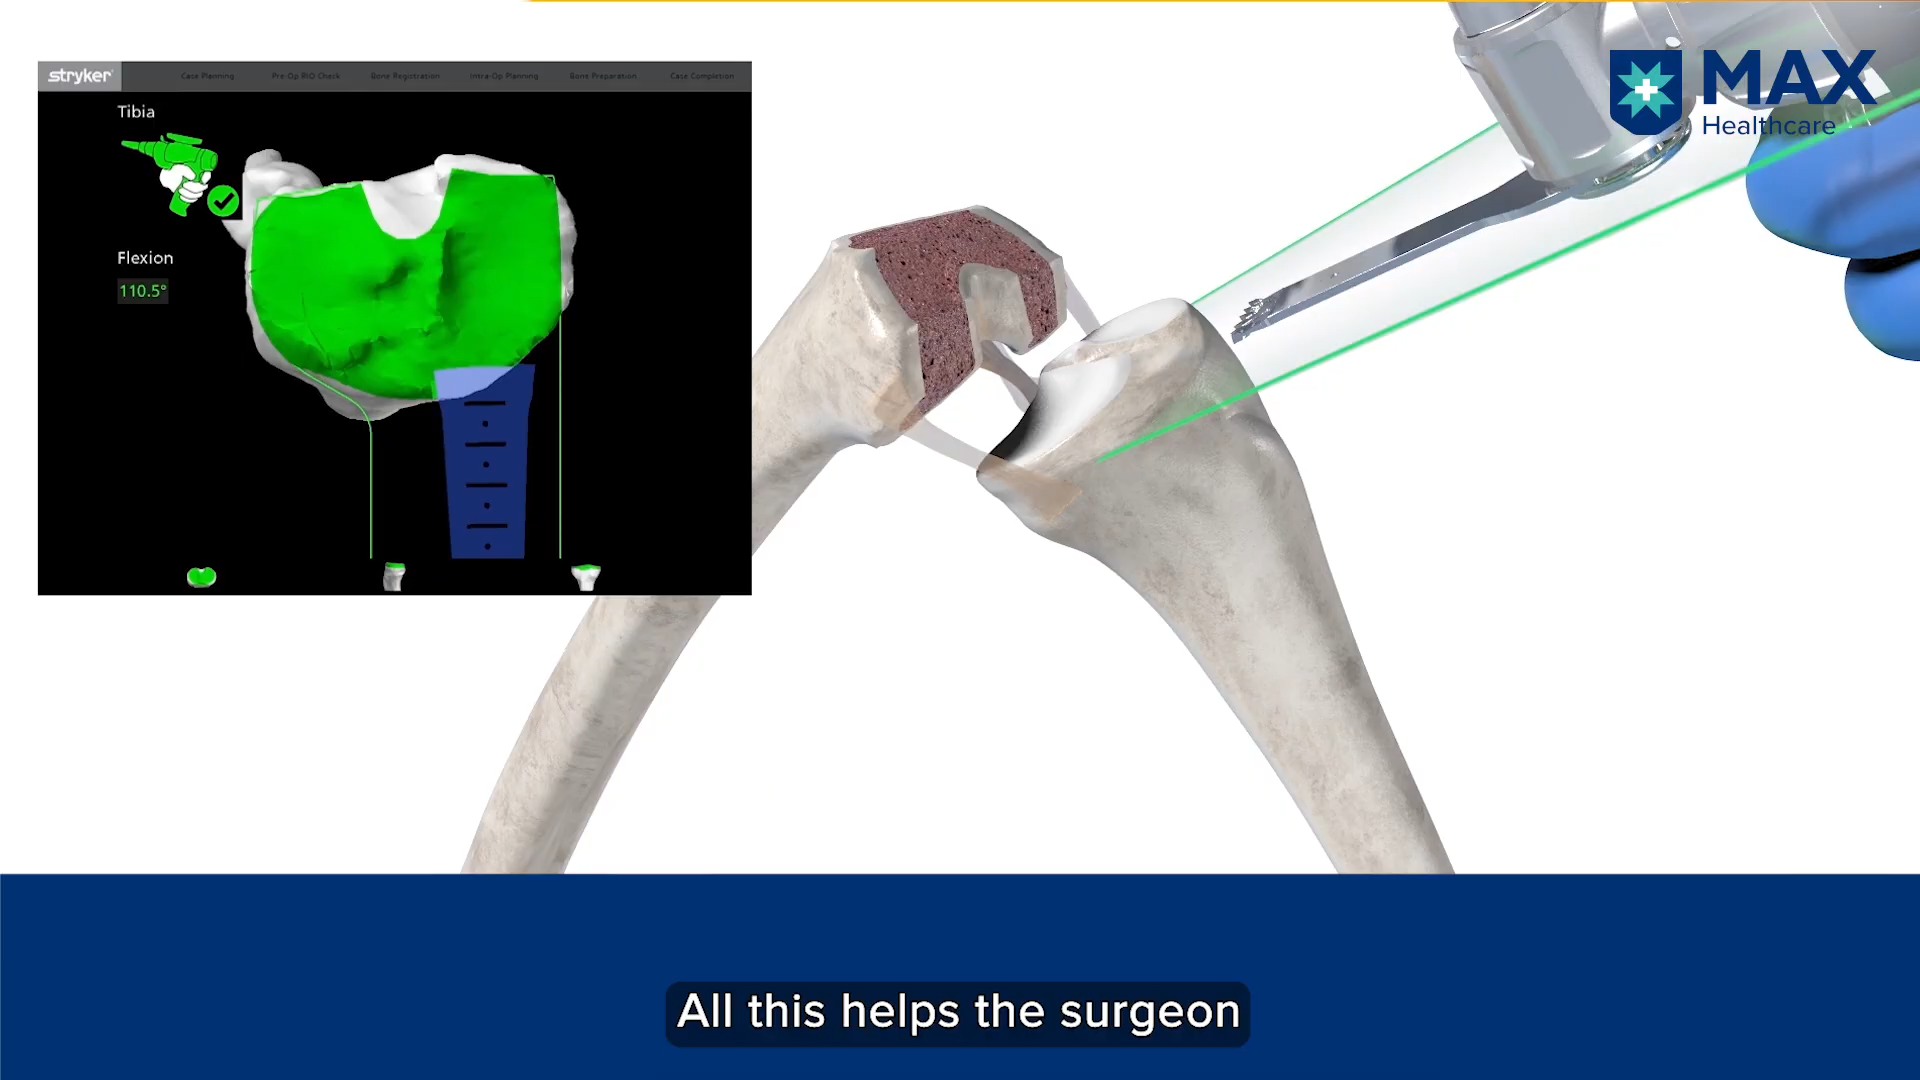 stryker
Case Planning Pre-Op BIO Check Bone Registration Intra-Op Planning Bone Preparation Case Completion
Tibia
Flexion
110.5°
MAX
Healthcare
All this helps the surgeon